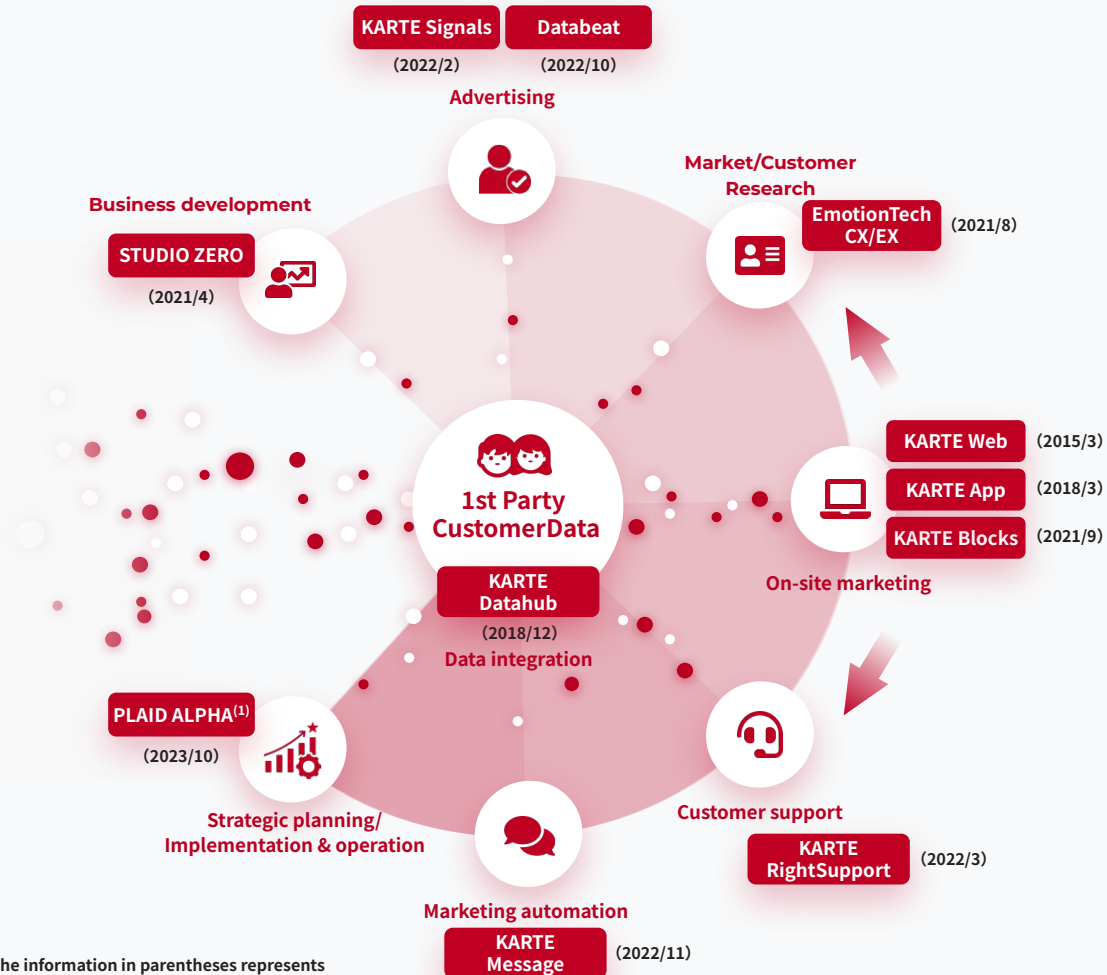 KARTE Signals
Databeat
（2022/2）
（2022/10）
Advertising
Market/Customer
Research
EmotionTech
CX/EX
（2021/8）
Business development
STUDIO ZERO
（2021/4）
KARTE Web
（2015/3）
KARTE App
（2018/3）
KARTE Blocks
（2021/9）
On-site marketing
1st Party
CustomerData
KARTE
Datahub
（2018/12）
Data integration
PLAID ALPHA(1)
（2023/10）
Strategic planning/
Implementation & operation
Customer support
KARTE
RightSupport
（2022/3）
Marketing automation
KARTE
Message
（2022/11）
he information in parentheses represents